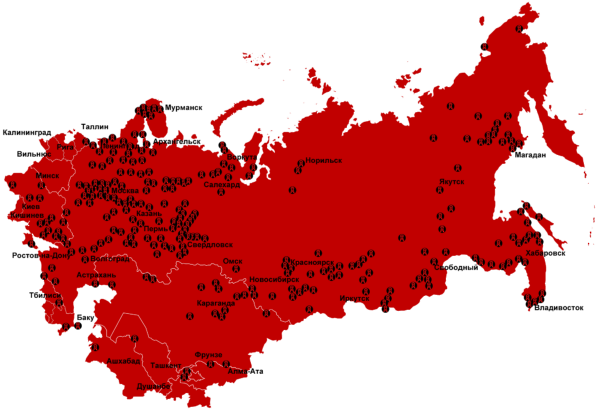 Мурманск
Таллин
Калининград
Рига
Ленинград
Архангельск
Вильнюс
Минск
Воркута
Норильск
Магадан
Салехард
Якутск
Москва
Киев
Кишинев
Казань
Пермь
Свердловск
Ростов-на-Дону
Волгоград
Омск
Красноярск
Свободный
Хабаровск
Астрахань
Новосибирск
Тбилиси
Караганда
Иркутск
Владивосток
Баку
Фрунзе
Ашхабад
Ташкент
Алма-Ата
Душанбе